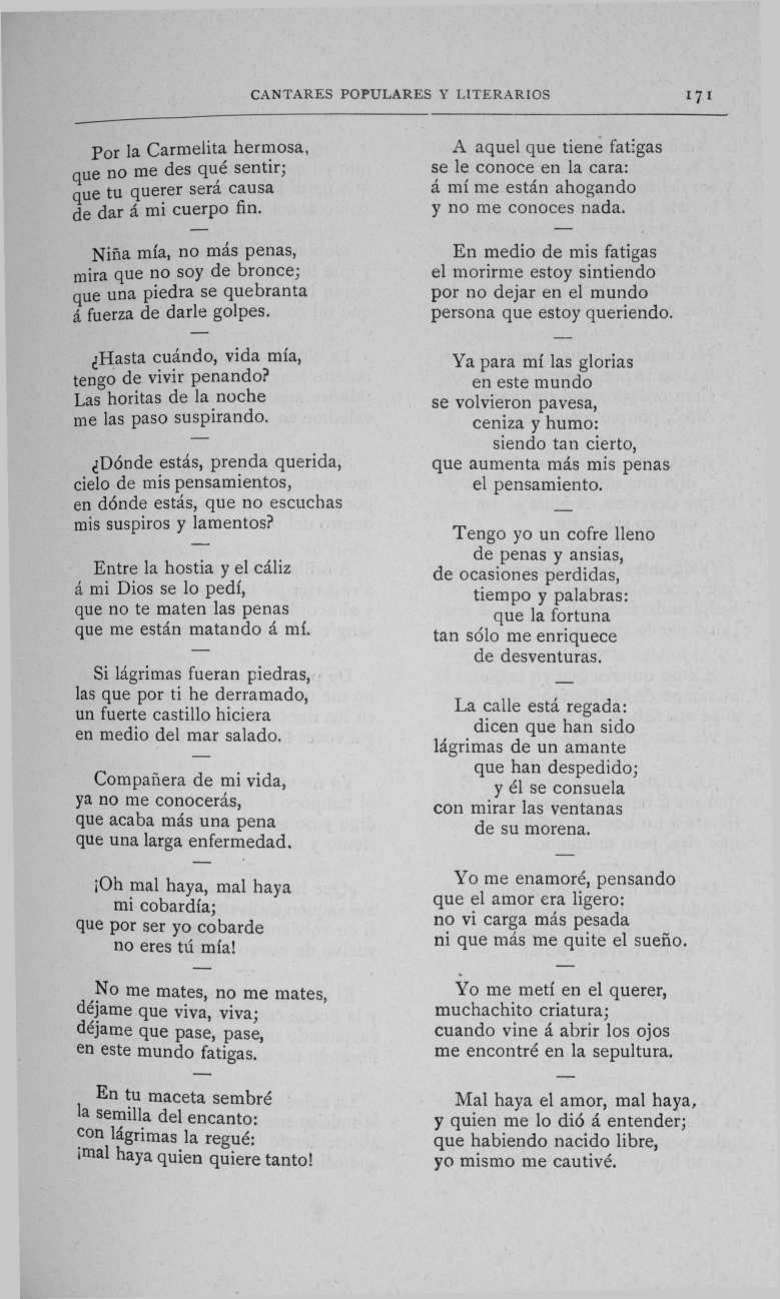 CANTARES POPULARES Y LITERARIOS 171
Por la Carmelita hermosa,
que no me des qué sentir;
que tu querer será causa
de dar á mi cuerpo fin.
—
Niña mía, no más penas,
mira que no soy de bronce;
que una piedra se quebranta
á fuerza de darle golpes.
—
¿Hasta cuándo, vida mía,
tengo de vivir penando?
Las horitas de la noche
me las paso suspirando.
—
¿Dónde estás, prenda querida,
cielo de mis pensamientos,
en dónde estás, que no escuchas
mis suspiros y lamentos?
—
Entre la hostia y el cáliz
á mi Dios se lo pedí,
que no te maten las penas
que me están matando á mí.
—
Si lágrimas fueran piedras,
las que por ti he derramado,
un fuerte castillo hiciera
en medio del mar salado.
—
Compañera de mi vida,
ya no me conocerás,
que acaba más una pena
que una larga enfermedad.
—
¡Oh mal haya, mal haya
mi cobardía;
que por ser yo cobarde
no eres tú mía!
—
No me mates, no me mates,
déjame que viva, viva;
déjame que pase, pase,
en este mundo fatigas.
—
En tu maceta sembré
la semilla del encanto:
con lágrimas la regué:
¡mal haya quien quiere tanto!
A aquel que tiene fatigas
se le conoce en la cara:
á mí me están ahogando
y no me conoces nada.
—
En medio de mis fatigas
el morirme estoy sintiendo
por no dejar en el mundo
persona que estoy queriendo.
—
Ya para mí las glorias
en este mundo
se volvieron pavesa,
ceniza y humo:
siendo tan cierto,
que aumenta más mis penas
el pensamiento.
—
Tengo yo un cofre lleno
de penas y ansias,
de ocasiones perdidas,
tiempo y palabras:
que la fortuna
tan sólo me enriquece
de desventuras.
—
La calle está regada:
dicen que han sido
lágrimas de un amante
que han despedido;
y él se consuela
con mirar las ventanas
de su morena.
—
Yo me enamoré, pensando
que el amor era ligero:
no vi carga más pesada
ni que más me quite el sueño.
—
Yo me metí en el querer,
muchachito criatura;
cuando vine á abrir los ojos
me encontré en la sepultura.
—
Mal haya el amor, mal haya,
y quien me lo dió á entender;
que habiendo nacido libre,
yo mismo me cautivé.